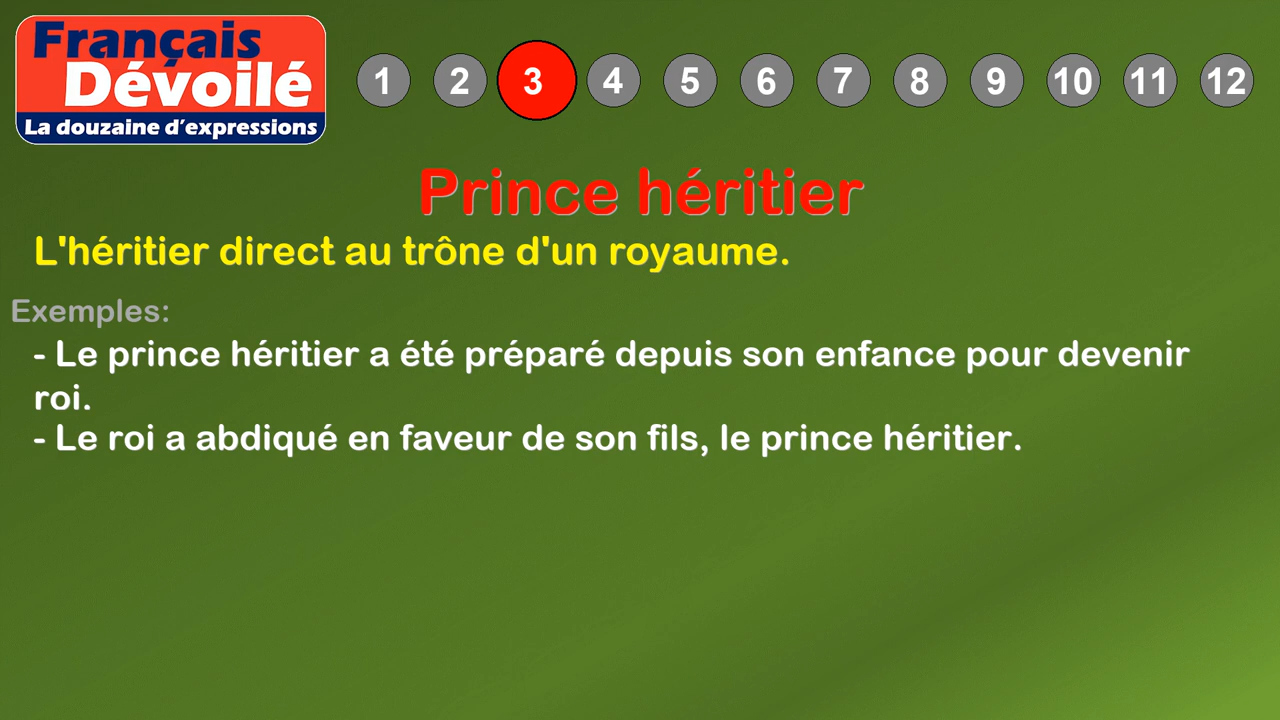 Français
Dévoilé
La douzaine d'expressions
1 2 3 4 5 6 7 8 9 10 11 12
Prince héritier
L'héritier direct au trône d'un royaume.
Exemples:
- Le prince héritier a été préparé depuis son enfance pour devenir
roi.
- Le roi a abdiqué en faveur de son fils, le prince héritier.